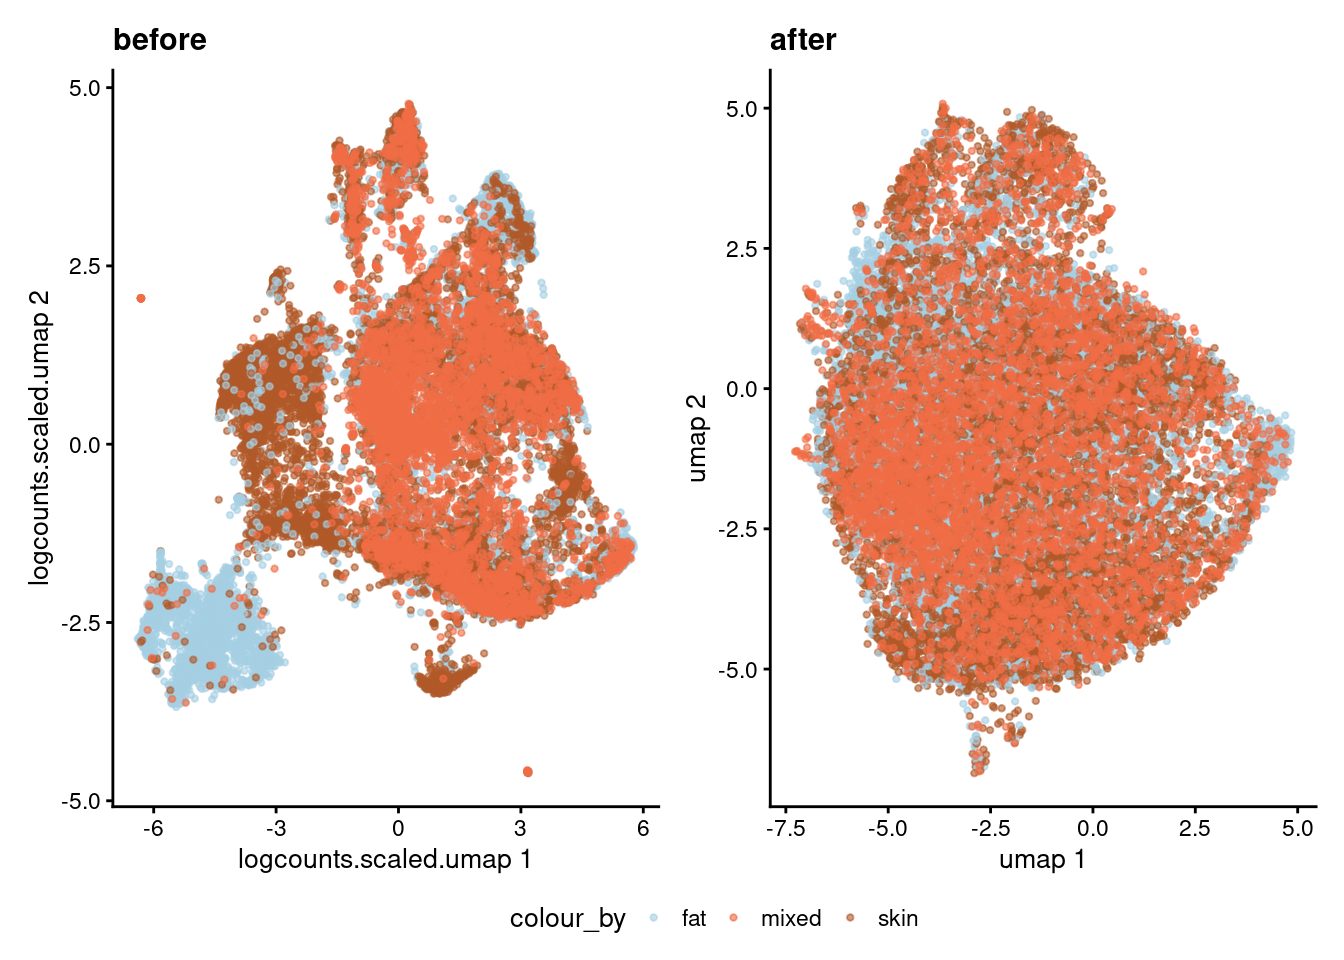 before
5.0
2.5
0.0
-2.5
-5.0
logcounts.scaled.umap 2
-6 -3 0 3 6
logcounts.scaled.umap 1
after
5.0
2.5
0.0
-2.5
-5.0
umap 2
-7.5 -5.0 -2.5 0.0 2.5 5.0
umap 1
colour_by fat mixed skin